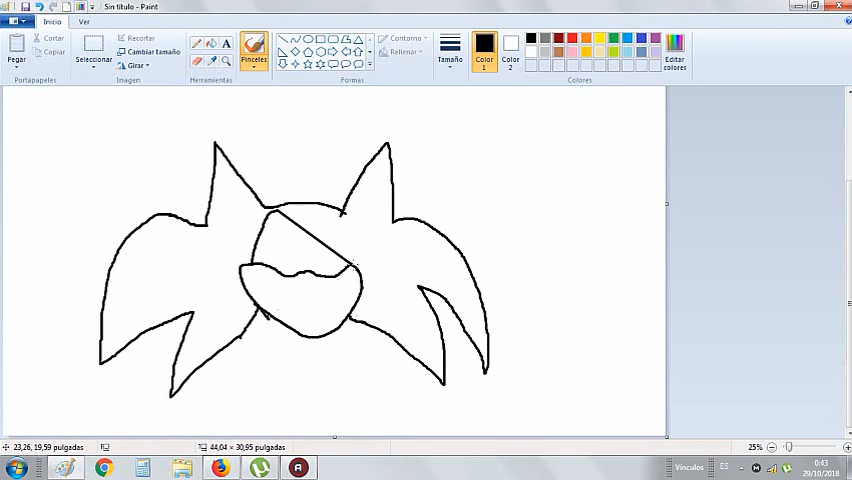 Sin título - Paint
Inicio
Ver
Pegar
Cortar
Copiar
Portapapeles
Seleccionar
Recortar
Cambiar tamaño
Girar
Imagen
A
Herramientas
Pinceles
Contorno
Rellenar
Formas
Tamaño
Color
1
Color
2
Editar
colores
Colores
23,26, 19,59 pulgadas
44,04 × 30,95 pulgadas
25%
Vínculos
ES
0:43
29/10/2018